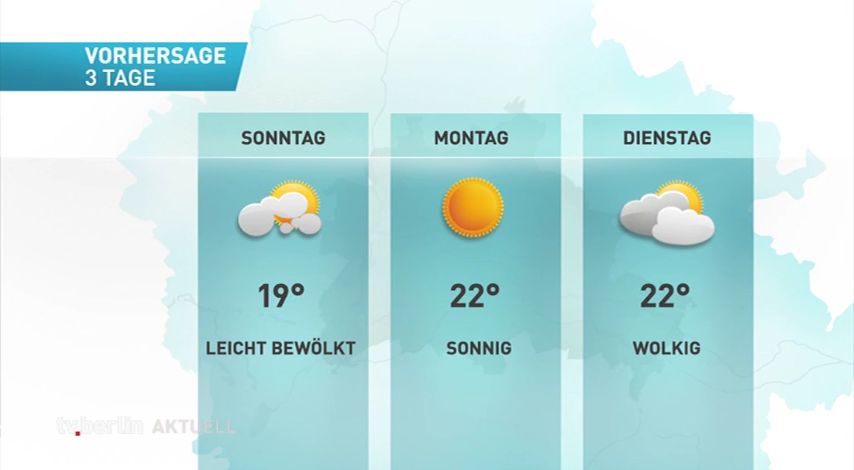 VORHERSAGE
3 TAGE
SONNTAG
MONTAG
DIENSTAG
19°
22°
22°
LEICHT BEWÖLKT
SONNIG
WOLKIG
tv.berlin AKTUELL